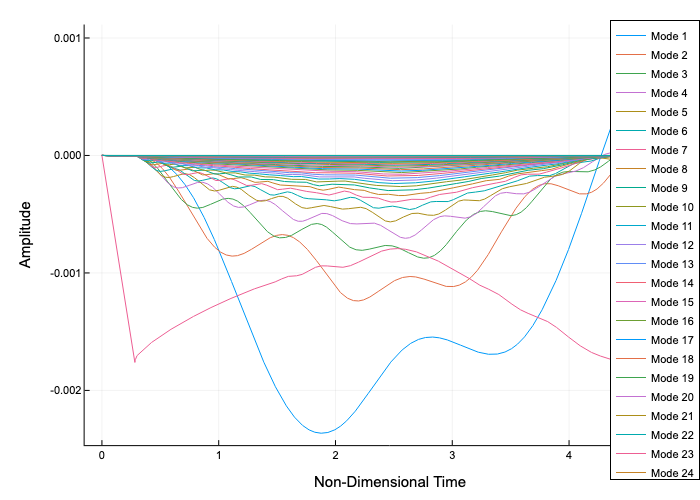 0.001
0.000
-0.001
-0.002
Amplitude
0
1
2
3
4
Non-Dimensional Time
Mode 1
Mode 2
Mode 3
Mode 4
Mode 5
Mode 6
Mode 7
Mode 8
Mode 9
Mode 10
Mode 11
Mode 12
Mode 13
Mode 14
Mode 15
Mode 16
Mode 17
Mode 18
Mode 19
Mode 20
Mode 21
Mode 22
Mode 23
Mode 24